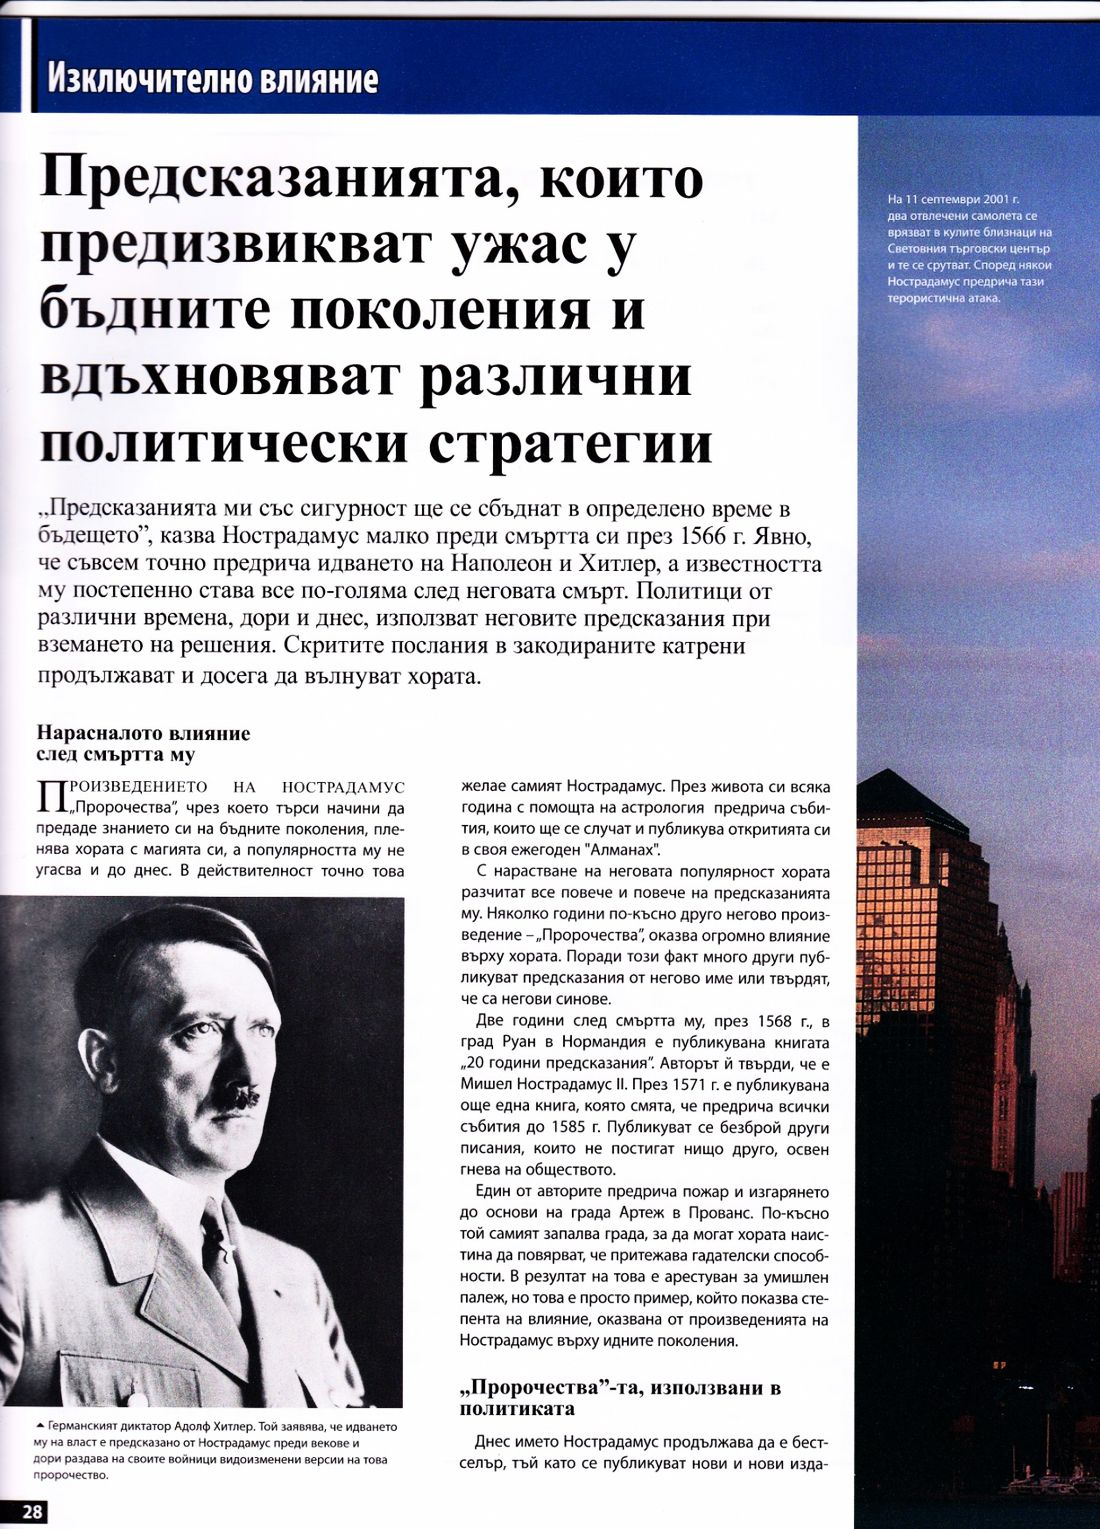 Изключително влияние
Предсказанията, които
предизвикват ужас у
бъдните поколения и
вдъхновяват различни
политически стратегии
„Предсказанията ми със сигурност ще се сбъднат в определено време в
бъдещето”, казва Нострадамус малко преди смъртта си през 1566 г. Явно,
че съвсем точно предрича идването на Наполеон и Хитлер, а известността
му постепенно става все по-голяма след неговата смърт. Политици от
различни времена, дори и днес, използват неговите предсказания при
вземането на решения. Скритите послания в закодираните катрени
продължават и досега да вълнуват хората.
Нарасналото влияние
след смъртта му
ПРОИЗВЕДЕНИЕТО НА НОСТРАДАМУС
„Пророчества”, чрез което търси начини да
предаде знанието си на бъдните поколения, пле-
нява хората с магията си, а популярността му не
угасва и до днес. В действителност точно това
▲ Германският диктатор Адолф Хитлер. Той заявява, че идването
му на власт е предсказано от Нострадамус преди векове и
дори раздава на своите войници видоизменени версии на това
пророчество.
желае самият Нострадамус. През живота си всяка
година с помощта на астрология предрича съби-
тия, които ще се случат и публикува откритията си
в своя ежегоден "Алманах".
С нарастване на неговата популярност хората
разчитат все повече и повече на предсказанията
му. Няколко години по-късно друго негово произ-
ведение – „Пророчества”, оказва огромно влияние
върху хората. Поради този факт много други пуб-
ликуват предсказания от негово име или твърдят,
че са негови синове.
Две години след смъртта му, през 1568 г., в
град Руан в Нормандия е публикувана книгата
„20 години предсказания”. Авторът й твърди, че е
Мишел Нострадамус II. През 1571 г. е публикувана
още една книга, която смята, че предрича всички
събития до 1585 г. Публикуват се безброй други
писания, които не постигат нищо друго, освен
гнева на обществото.
Един от авторите предрича пожар и изгарянето
до основи на града Артеж в Прованс. По-късно
той самият запалва града, за да могат хората наис-
тина да повярват, че притежава гадателски способ-
ности. В резултат на това е арестуван за умишлен
палеж, но това е просто пример, който показва сте-
пента на влияние, оказвана от произведенията на
Нострадамус върху идните поколения.
„Пророчества”-та, използвани в
политиката
Днес името Нострадамус продължава да е бест-
селър, тъй като се публикуват нови и нови изда-
На 11 септември 2001 г.
два отвлечени самолета се
врязват в кулите близнаци на
Световния търговски център
и те се срутват. Според някои
Нострадамус предрича тази
терористична атака.
28